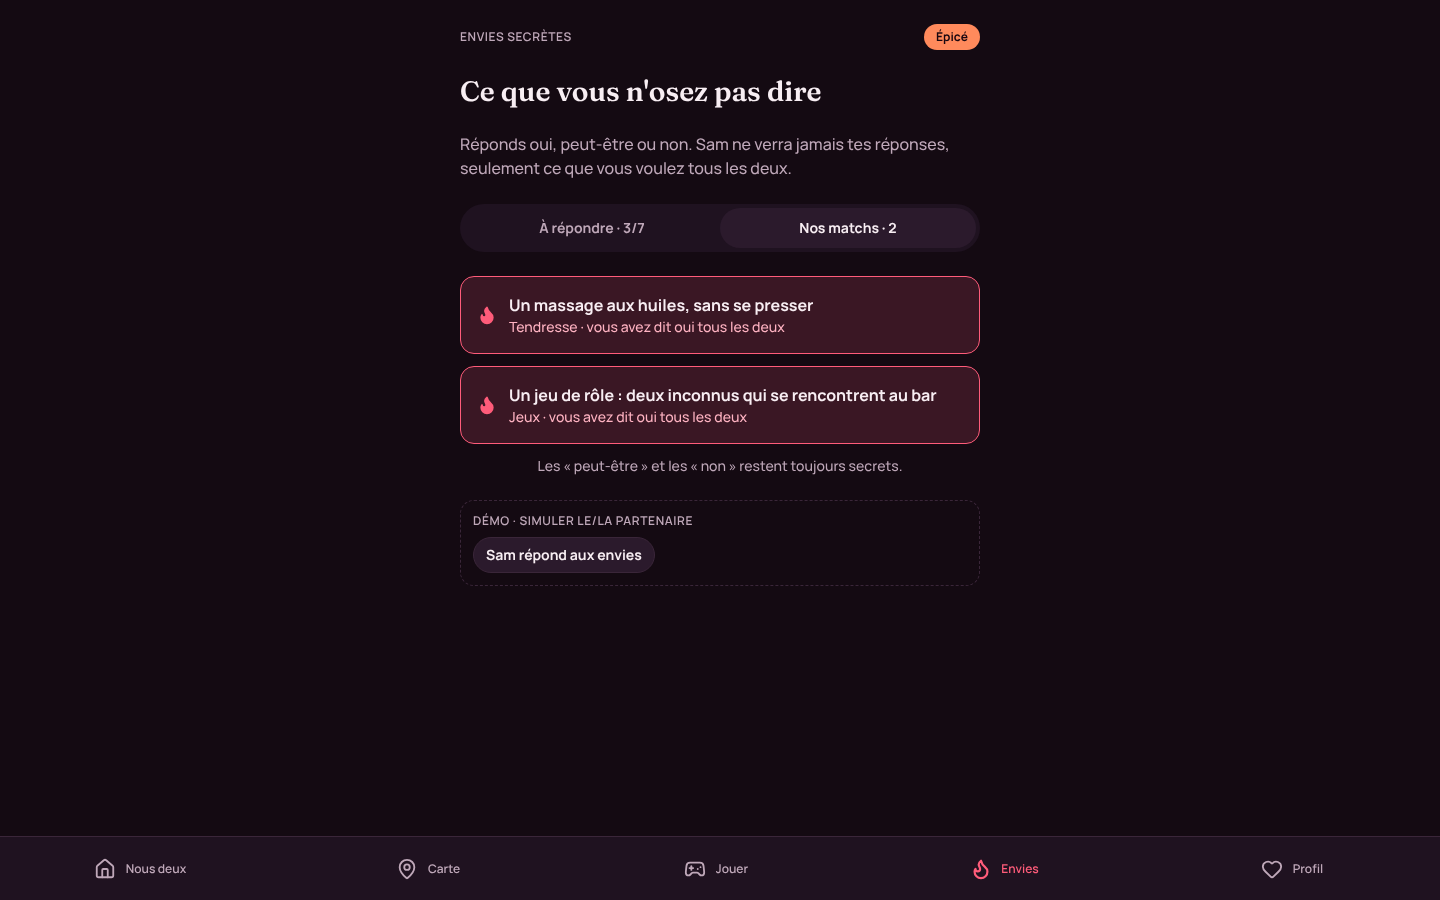 ENVIES SECRÈTES
Épicé
Ce que vous n'osez pas dire
Réponds oui, peut-être ou non. Sam ne verra jamais tes réponses,
seulement ce que vous voulez tous les deux.
À répondre · 3/7
Nos matchs · 2
Un massage aux huiles, sans se presser
Tendresse · vous avez dit oui tous les deux
Un jeu de rôle : deux inconnus qui se rencontrent au bar
Jeux · vous avez dit oui tous les deux
Les « peut-être » et les « non » restent toujours secrets.
DÉMO · SIMULER LE/LA PARTENAIRE
Sam répond aux envies
Nous deux
Carte
Jouer
Envies
Profil